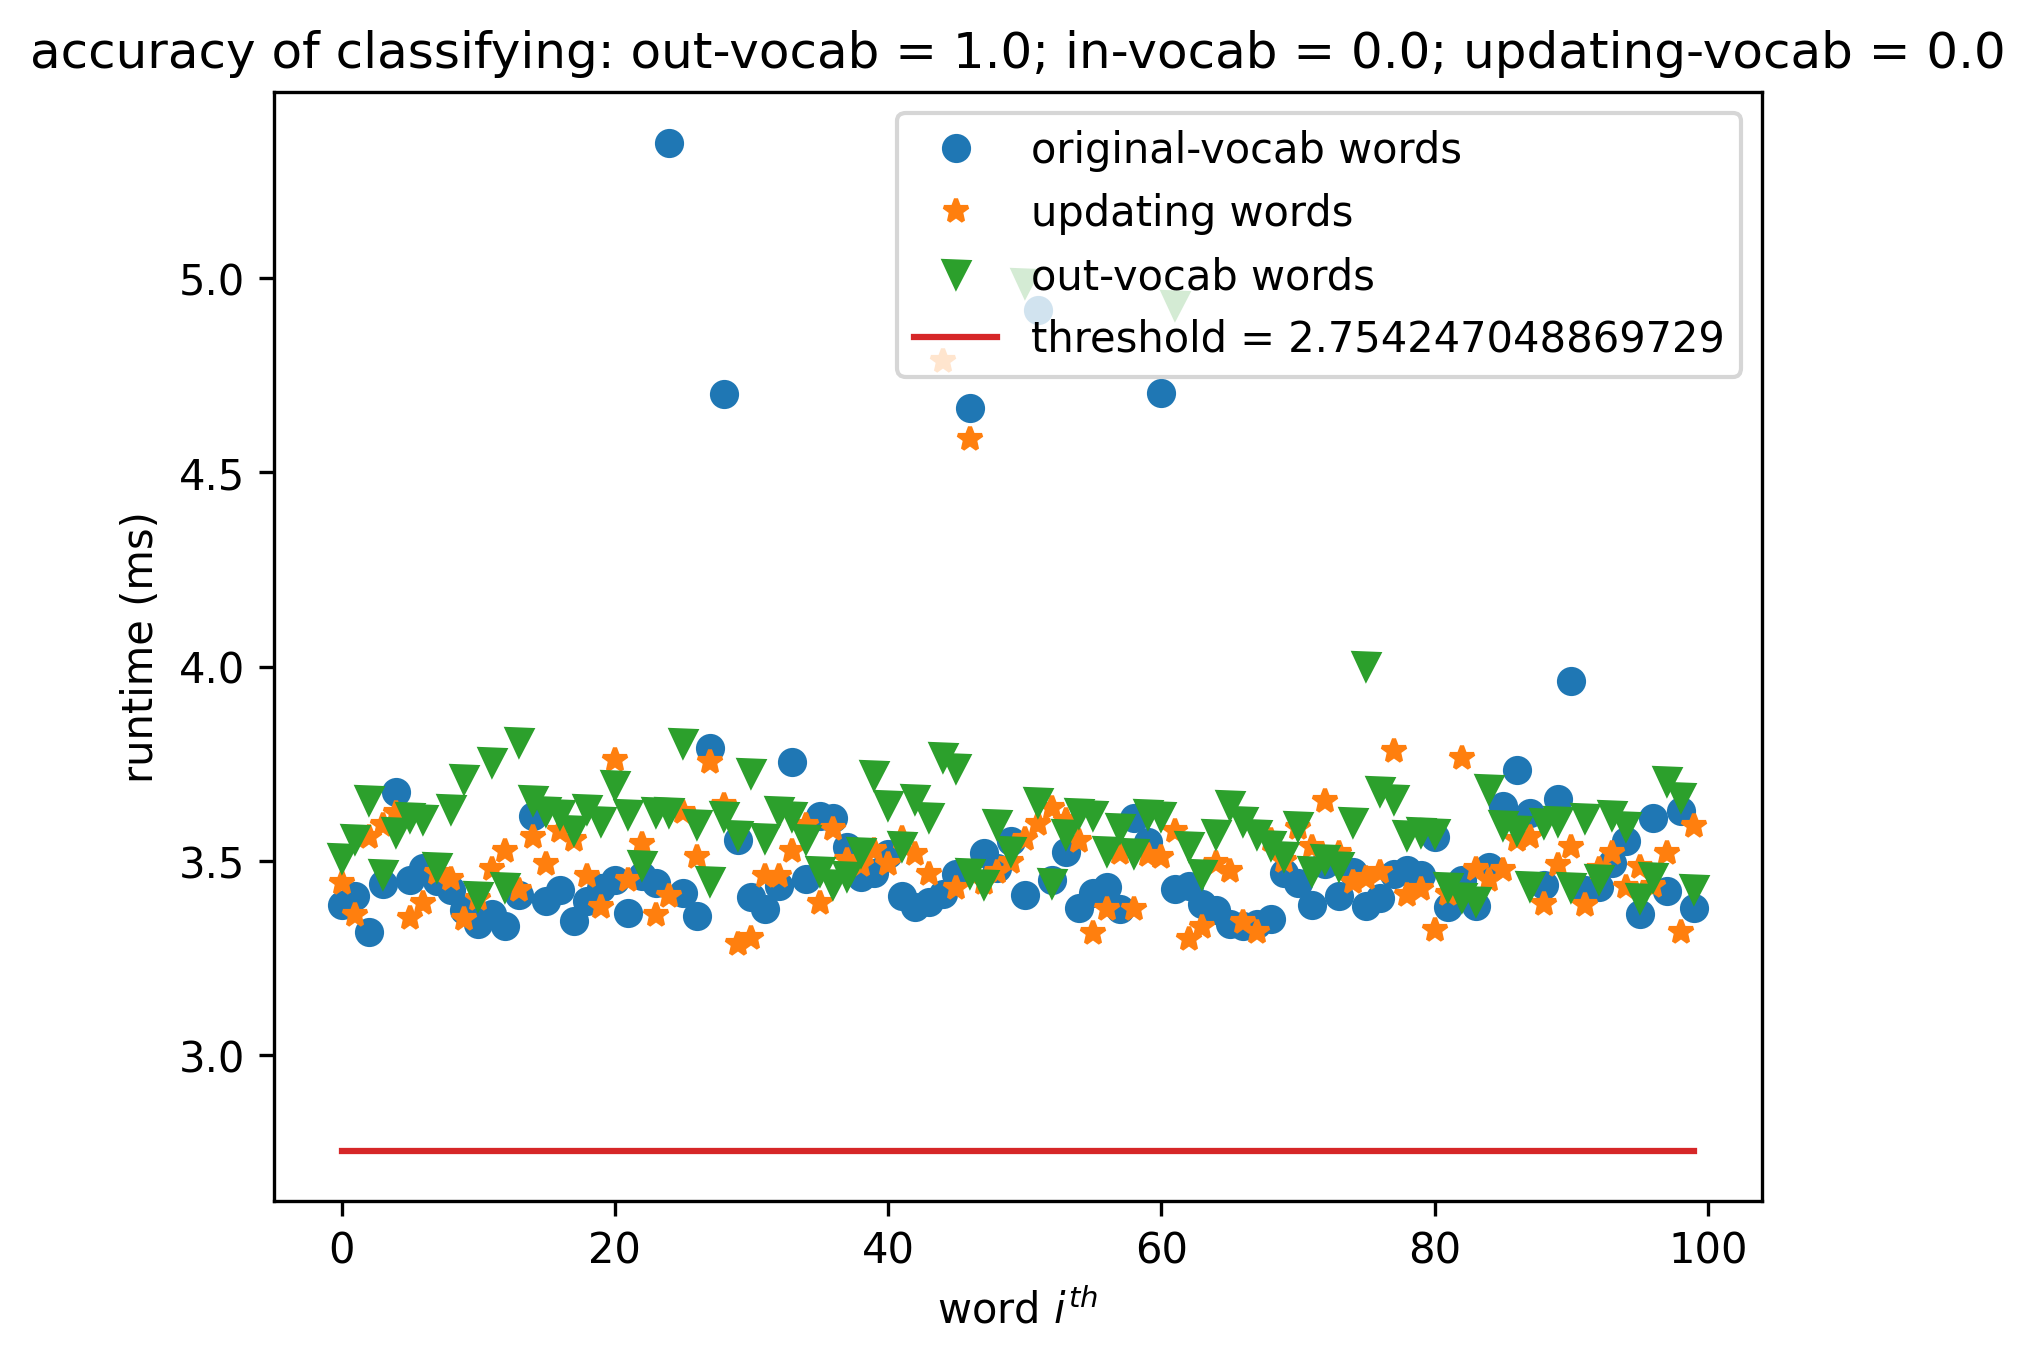 accuracy of classifying: out-vocab = 1.0; in-vocab = 0.0; updating-vocab = 0.0
original-vocab words
updating words
out-vocab words
threshold = 2.754247048869729
runtime (ms)
5.0
4.5
4.0
3.5
3.0
0 20 40 60 80 100
word i^th